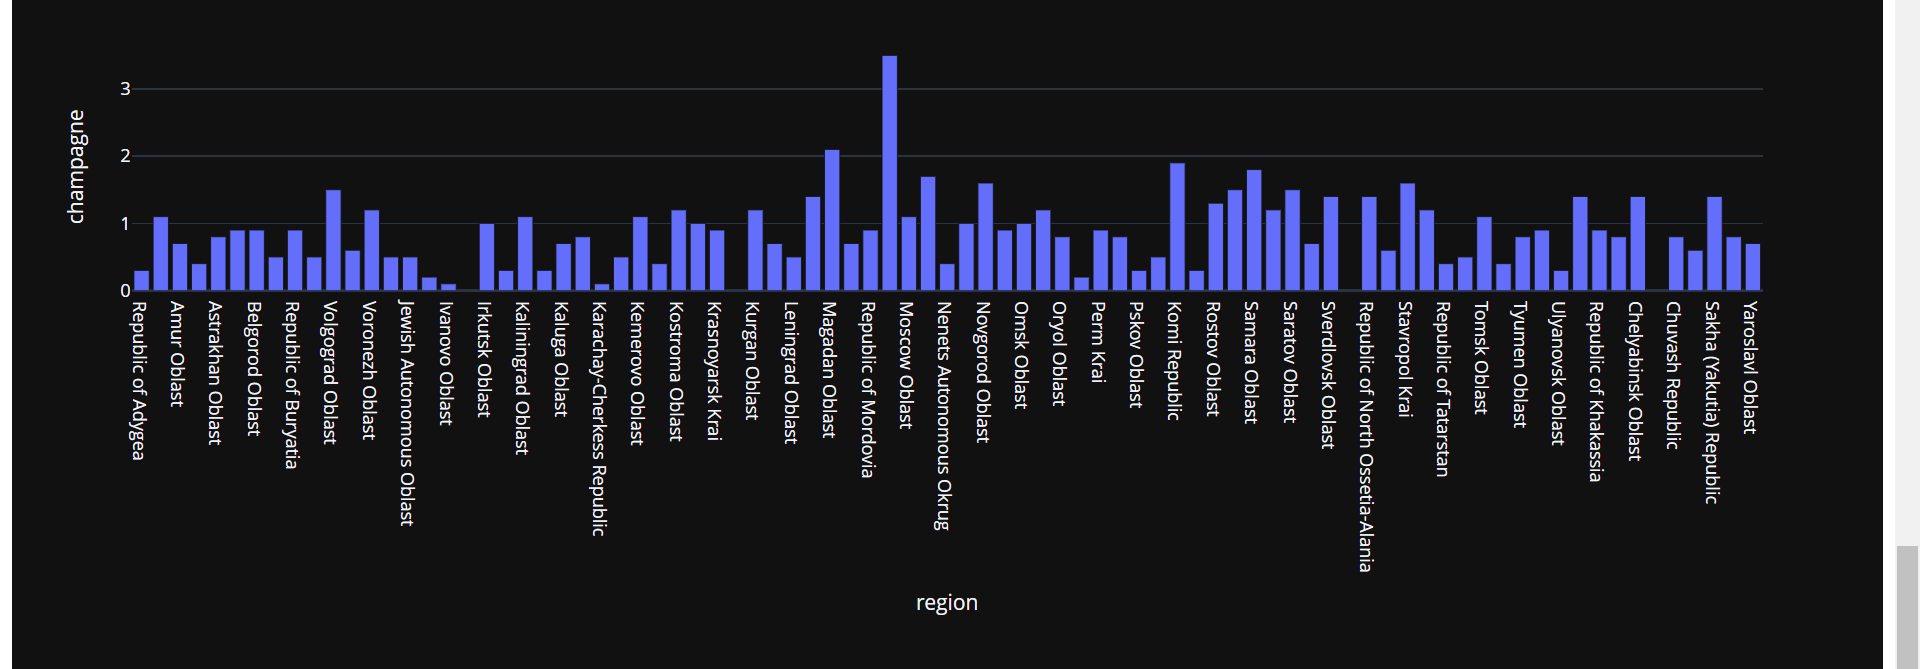 champagne
3
2
1
0
Republic of Adygea
Amur Oblast
Astrakhan Oblast
Belgorod Oblast
Republic of Buryatia
Volgograd Oblast
Voronezh Oblast
Jewish Autonomous Oblast
Ivanovo Oblast
Irkutsk Oblast
Kaliningrad Oblast
Kaluga Oblast
Karachay-Cherkess Republic
Kemerovo Oblast
Kostroma Oblast
Krasnoyarsk Krai
Kurgan Oblast
Leningrad Oblast
Magadan Oblast
Republic of Mordovia
Moscow Oblast
Nenets Autonomous Okrug
Novgorod Oblast
Omsk Oblast
Oryol Oblast
Perm Krai
Pskov Oblast
Komi Republic
Rostov Oblast
Samara Oblast
Saratov Oblast
Sverdlovsk Oblast
Republic of North Ossetia-Alania
Stavropol Krai
Republic of Tatarstan
Tomsk Oblast
Tyumen Oblast
Ulyanovsk Oblast
Republic of Khakassia
Chelyabinsk Oblast
Chuvash Republic
Sakha (Yakutia) Republic
Yaroslavl Oblast
region